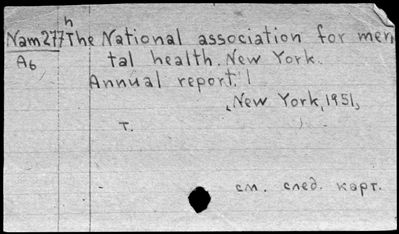 h
Nam277 The National association for men
A6 tal health. New York.
Annual report.
New York, 1951,
т.
см. след. карт.